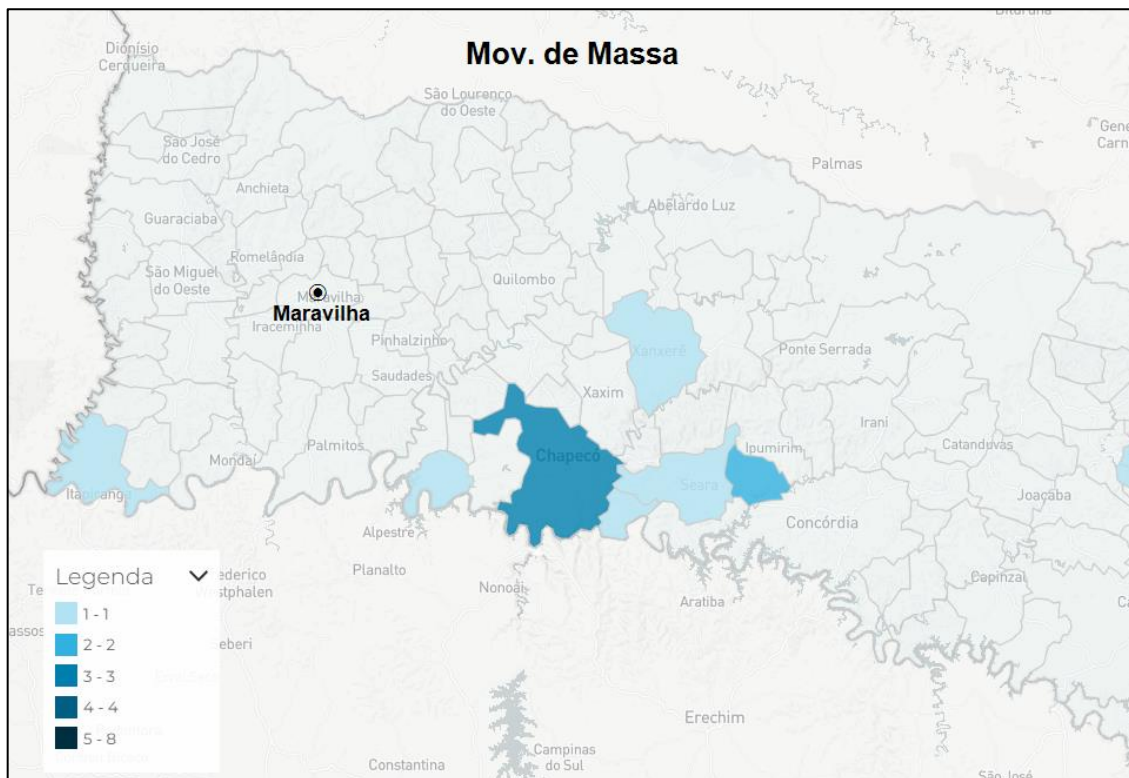 Mov. de Massa
Dionísio
Cerqueira
São Lourenço
do Oeste
São José
do Cedro
Palmas
Anchieta
Guaraciaba
Abelardo Luz
Romelândia
São Miguel
do Oeste
Quilombo
Maravilha
Maravilha
Iraceminha
Pinhalzinho
Xanxerê
Ponte Serrada
Saudades
Xaxim
Irani
Palmitos
Mondaí
Chapecó
Ipumirim
Catanduvas
Seara
Itapiranga
Joaçaba
Concórdia
Alpestre
Planalto
Nonoai
Aratiba
Capinzal
Legenda
1 - 1
2 - 2
3 - 3
4 - 4
5 - 8
Erechim
Campinas
do Sul
Constantina
São José